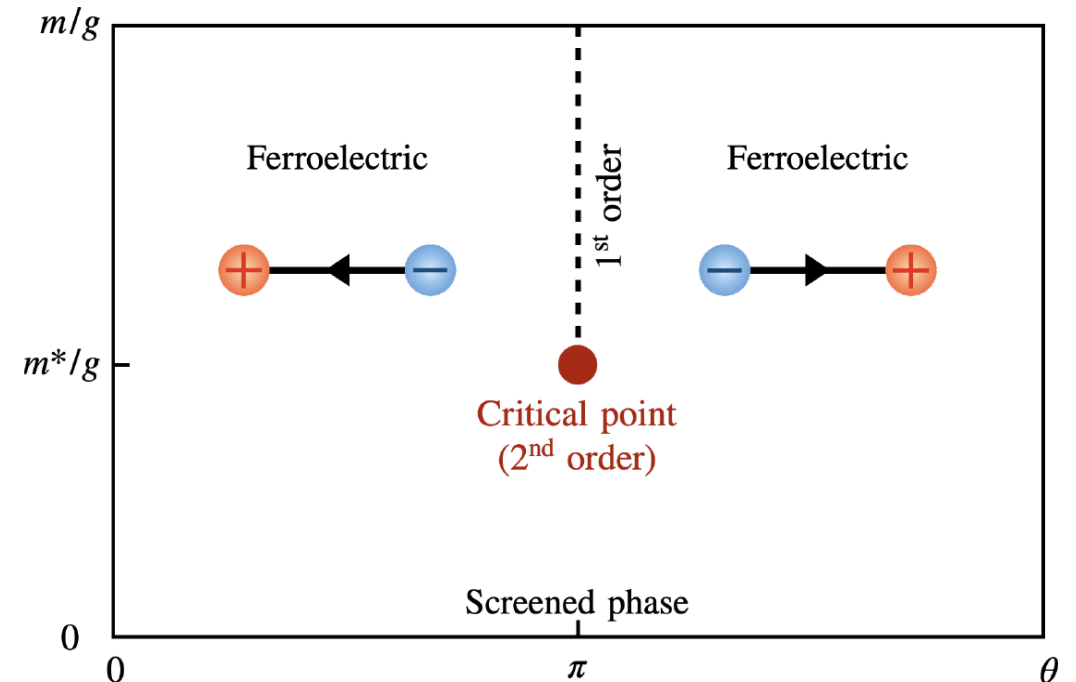 m/g
Ferroelectric
Ferroelectric
1st order
+
−
−
+
m*/g
Critical point
(2nd order)
Screened phase
0
0
π
θ